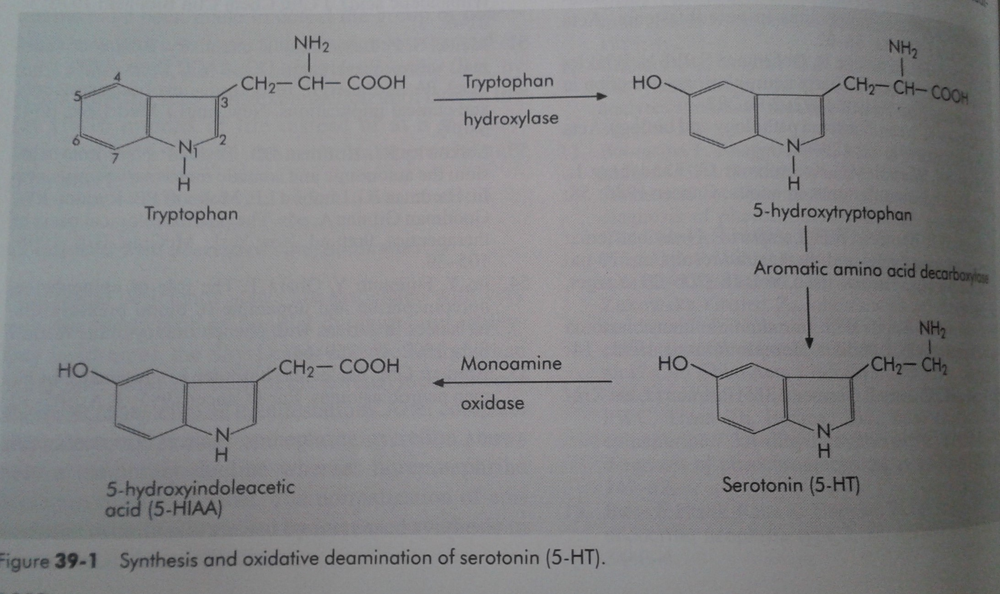 NH2
4
5
CH2—CH—COOH
3
6
2
7
N1
H
Tryptophan
Tryptophan
hydroxylase
NH2
HO
CH2—CH—COOH
N
H
5-hydroxytryptophan
Aromatic amino acid decarboxylase
NH2
HO
CH2—CH2
N
H
Serotonin (5-HT)
Monoamine
oxidase
HO
CH2—COOH
N
H
5-hydroxyindoleacetic
acid (5-HIAA)
Figure 39-1 Synthesis and oxidative deamination of serotonin (5-HT).